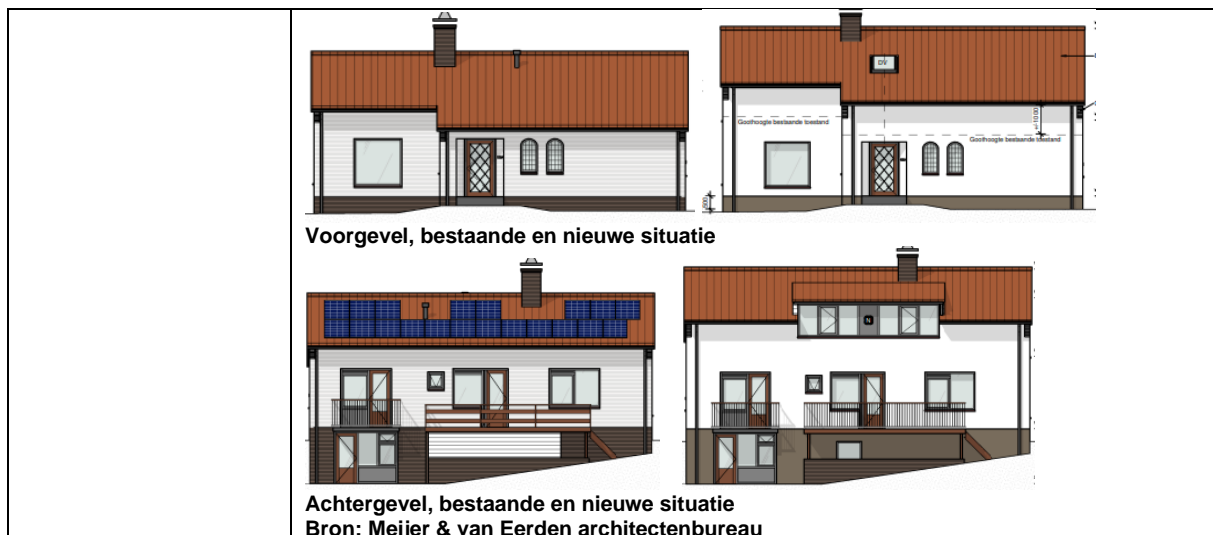 DV
Goothoogte bestaande toestand
Goothoogte bestaande toestand
Voorgevel, bestaande en nieuwe situatie
N
Achtergevel, bestaande en nieuwe situatie
Bron: Meijer & van Eerden architectenbureau